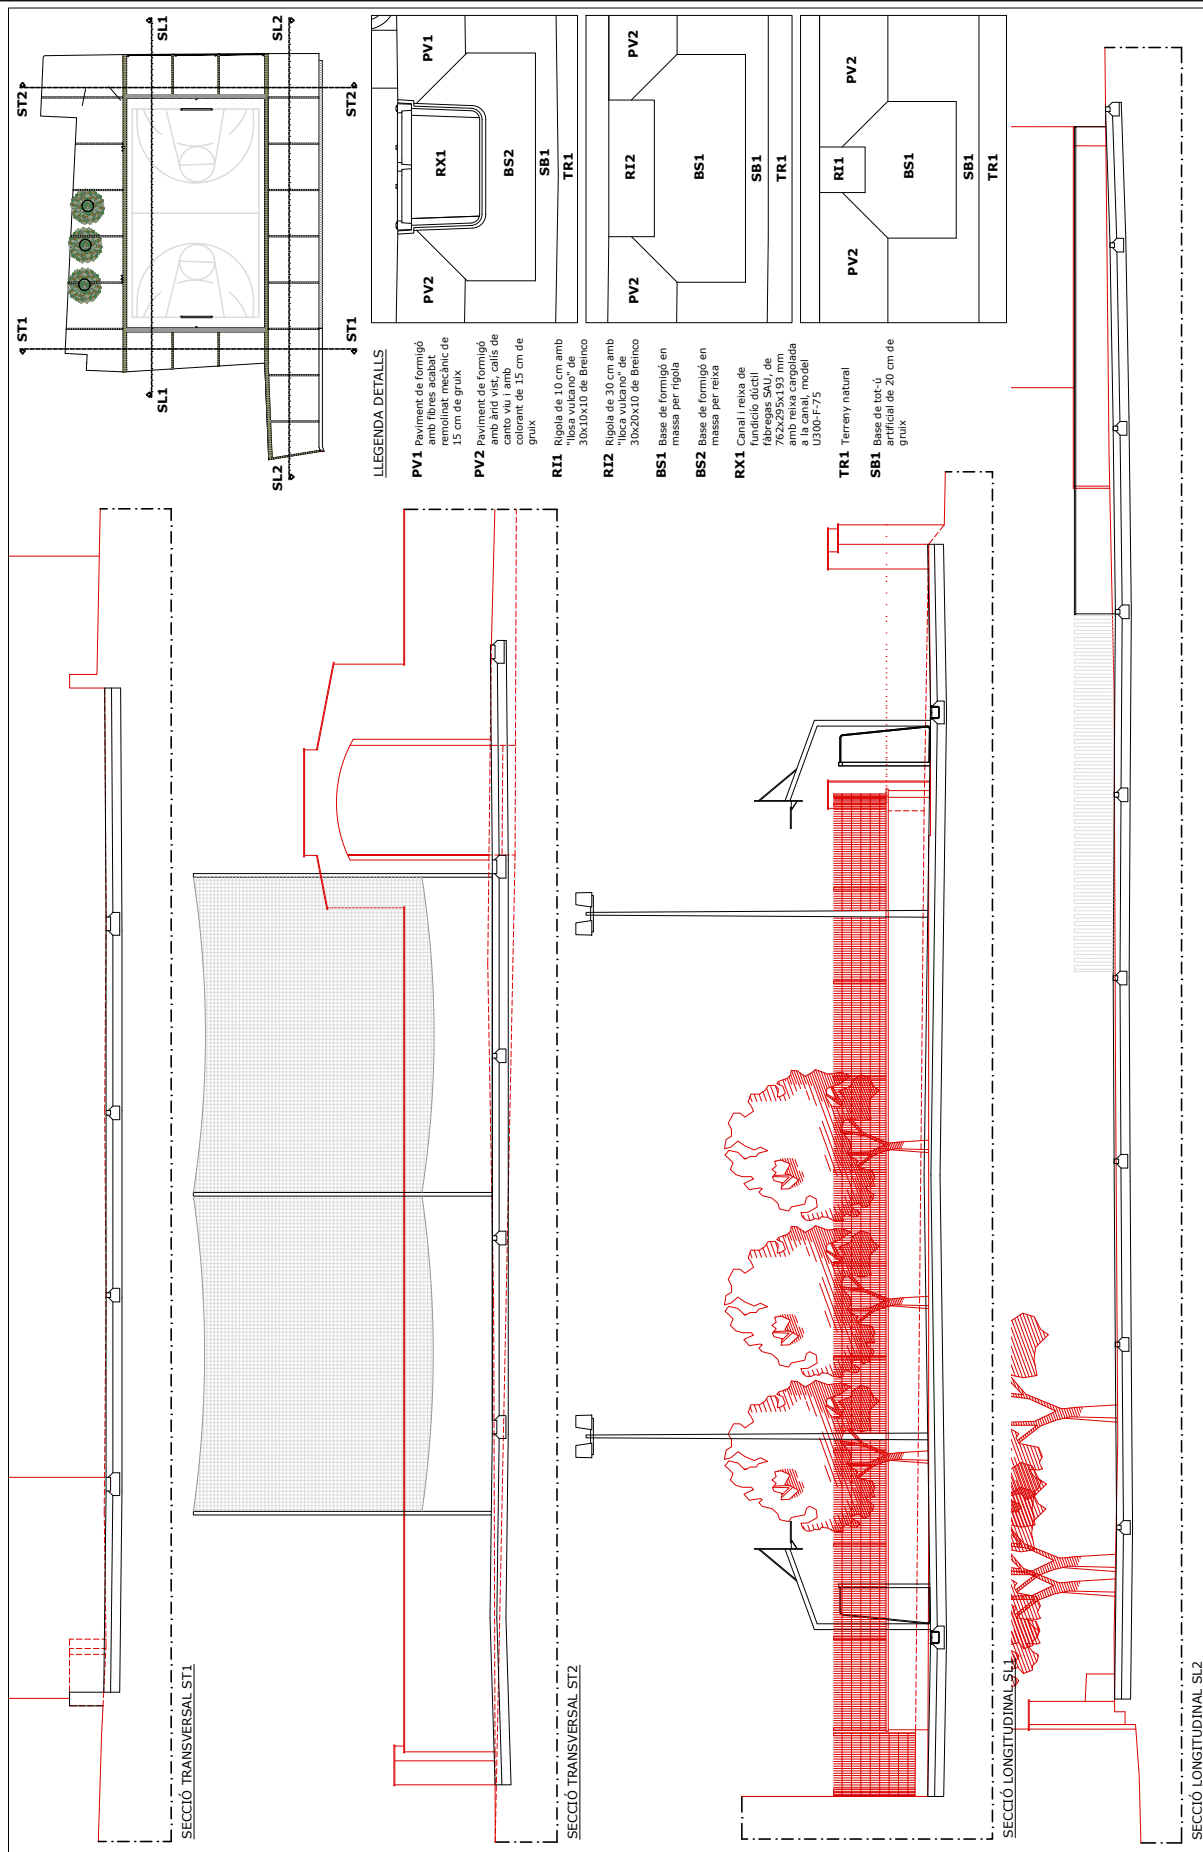 SL1
SL2
ST2
ST2
ST1
ST1
SL1
SL2
LLEGENDA DETALLS
PV1 Paviment de formigó
amb fibres acabat
remolinat mecànic de
15 cm de gruix
PV2 Paviment de formigó
amb àrid vist, calís de
canto viu i amb
colorant de 15 cm de
gruix
RI1 Rigola de 10 cm amb
"llosa vulcano" de
30x10x10 de Breinco
RI2 Rigola de 30 cm amb
"lloca vulcano" de
30x20x10 de Breinco
BS1 Base de formigó en
massa per rigola
BS2 Base de formigó en
massa per reixa
RX1 Canal i reixa de
fundicilo dúctil
fàbregas SAU, de
762x295x193 mm
amb reixa cargolada
a la canal, model
U300-F-75
TR1 Terreny natural
SB1 Base de tot-ú
artificial de 20 cm de
gruix
PV2
RX1
PV1
BS2
SB1
TR1
PV2
RI2
PV2
BS1
SB1
TR1
PV2
RI1
PV2
BS1
SB1
TR1
SECCIÓ TRANSVERSAL ST1
SECCIÓ TRANSVERSAL ST2
SECCIÓ LONGITUDINAL SL1
SECCIÓ LONGITUDINAL SL2